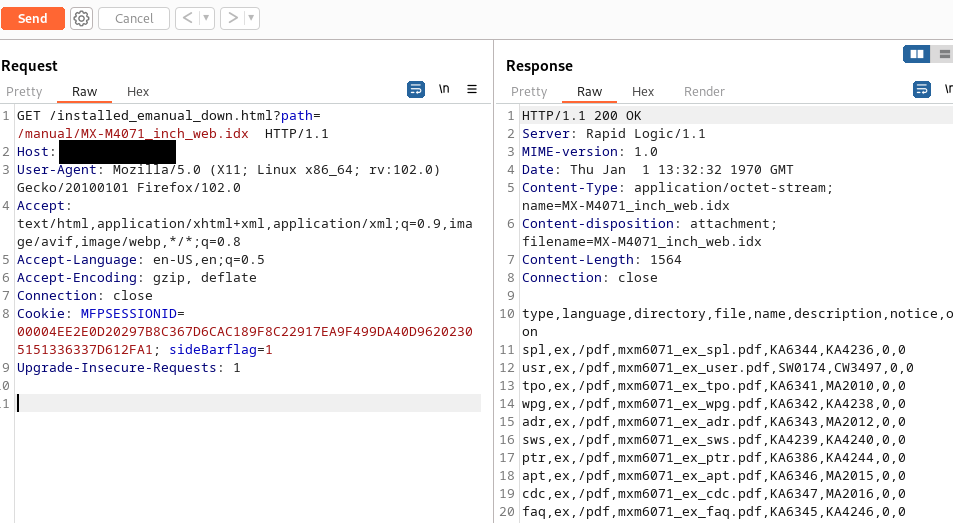 Send Cancel < >
Request
Pretty Raw Hex \n
1 GET /installed_emanual_down.html?path=
/manual/MX-M4071_inch_web.idx HTTP/1.1
2 Host:
3 User-Agent: Mozilla/5.0 (X11; Linux x86_64; rv:102.0)
Gecko/20100101 Firefox/102.0
4 Accept:
text/html,application/xhtml+xml,application/xml;q=0.9,ima
ge/avif,image/webp,*/*;q=0.8
5 Accept-Language: en-US,en;q=0.5
6 Accept-Encoding: gzip, deflate
7 Connection: close
8 Cookie: MFPSESSIONID=
00004EE2E0D20297B8C367D6CAC189F8C22917EA9F499DA40D9620230
5151336337D612FA1; sideBarflag=1
9 Upgrade-Insecure-Requests: 1
0
1
Response
Pretty Raw Hex Render \n
1 HTTP/1.1 200 OK
2 Server: Rapid Logic/1.1
3 MIME-version: 1.0
4 Date: Thu Jan 1 13:32:32 1970 GMT
5 Content-Type: application/octet-stream;
name=MX-M4071_inch_web.idx
6 Content-disposition: attachment;
filename=MX-M4071_inch_web.idx
7 Content-Length: 1564
8 Connection: close
9
10 type,language,directory,file,name,description,notice,o
on
11 spl,ex,/pdf,mxm6071_ex_spl.pdf,KA6344,KA4236,0,0
12 usr,ex,/pdf,mxm6071_ex_user.pdf,SW0174,CW3497,0,0
13 tpo,ex,/pdf,mxm6071_ex_tpo.pdf,KA6341,MA2010,0,0
14 wpg,ex,/pdf,mxm6071_ex_wpg.pdf,KA6342,KA4238,0,0
15 adr,ex,/pdf,mxm6071_ex_adr.pdf,KA6343,MA2012,0,0
16 sws,ex,/pdf,mxm6071_ex_sws.pdf,KA4239,KA4240,0,0
17 ptr,ex,/pdf,mxm6071_ex_ptr.pdf,KA6386,KA4244,0,0
18 apt,ex,/pdf,mxm6071_ex_apt.pdf,KA6346,MA2015,0,0
19 cdc,ex,/pdf,mxm6071_ex_cdc.pdf,KA6347,MA2016,0,0
20 faq,ex,/pdf,mxm6071_ex_faq.pdf,KA6345,KA4246,0,0